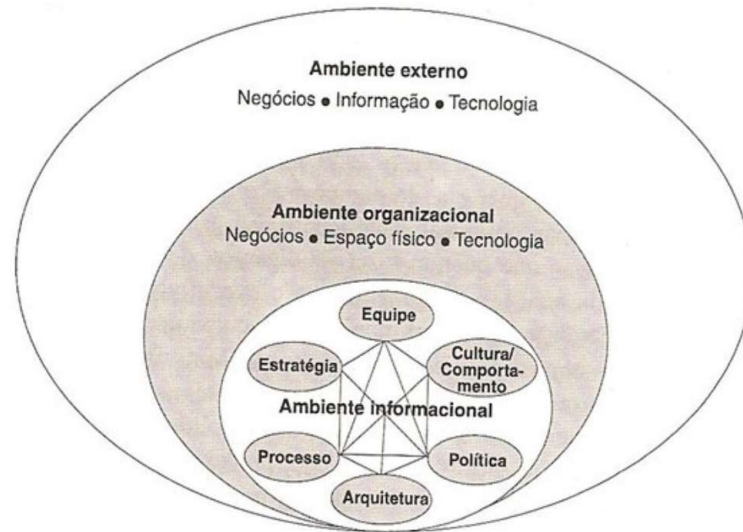 Ambiente externo
Negócios • Informação • Tecnologia
Ambiente organizacional
Negócios • Espaço físico • Tecnologia
Equipe
Estratégia
Cultura/
Comporta-
mento
Ambiente informacional
Processo
Política
Arquitetura